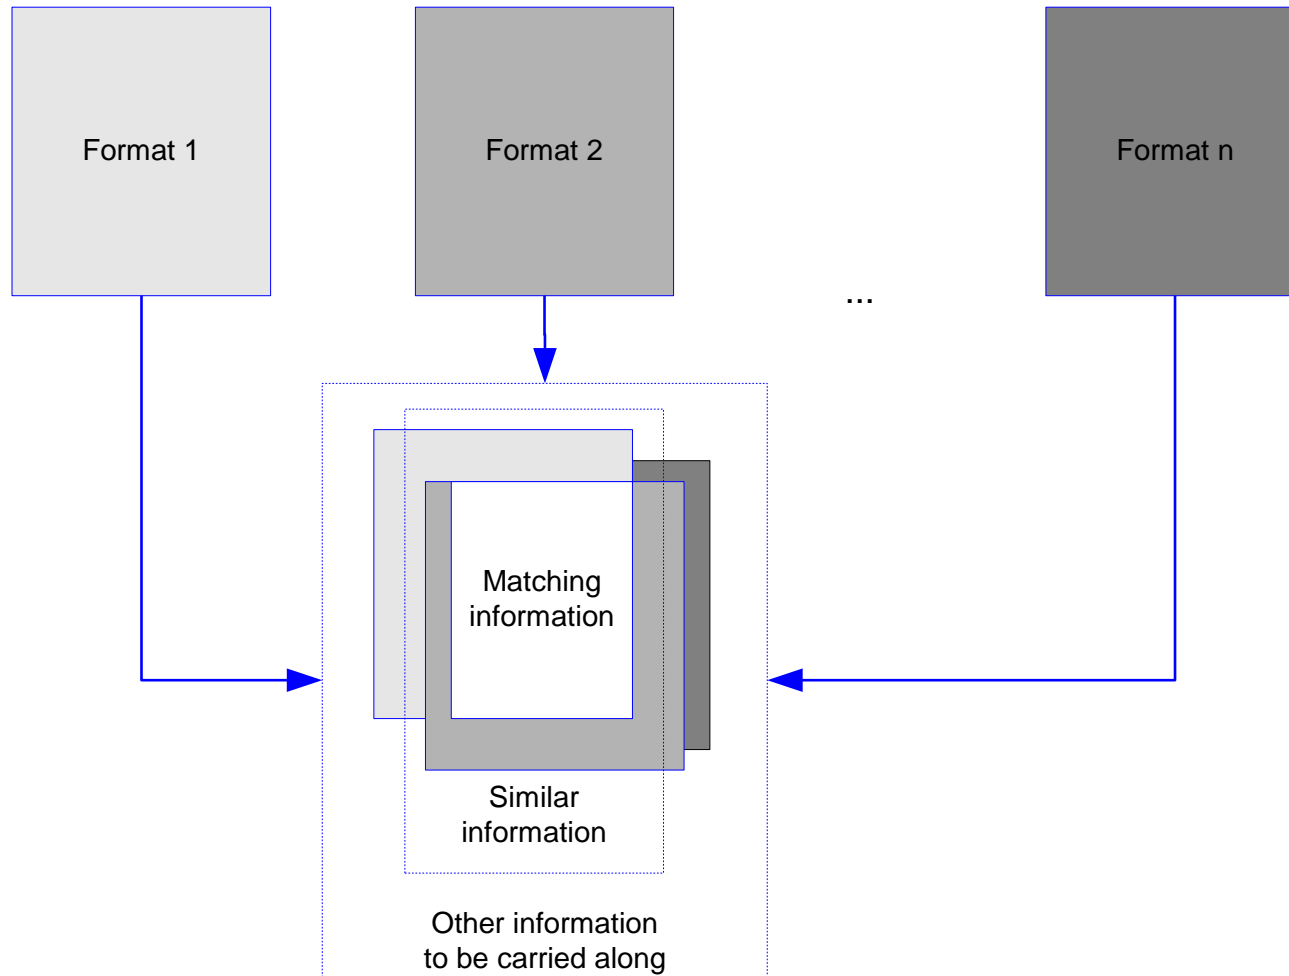 Format 1
Format 2
Format n
...
Matching
information
Similar
information
Other information
to be carried along